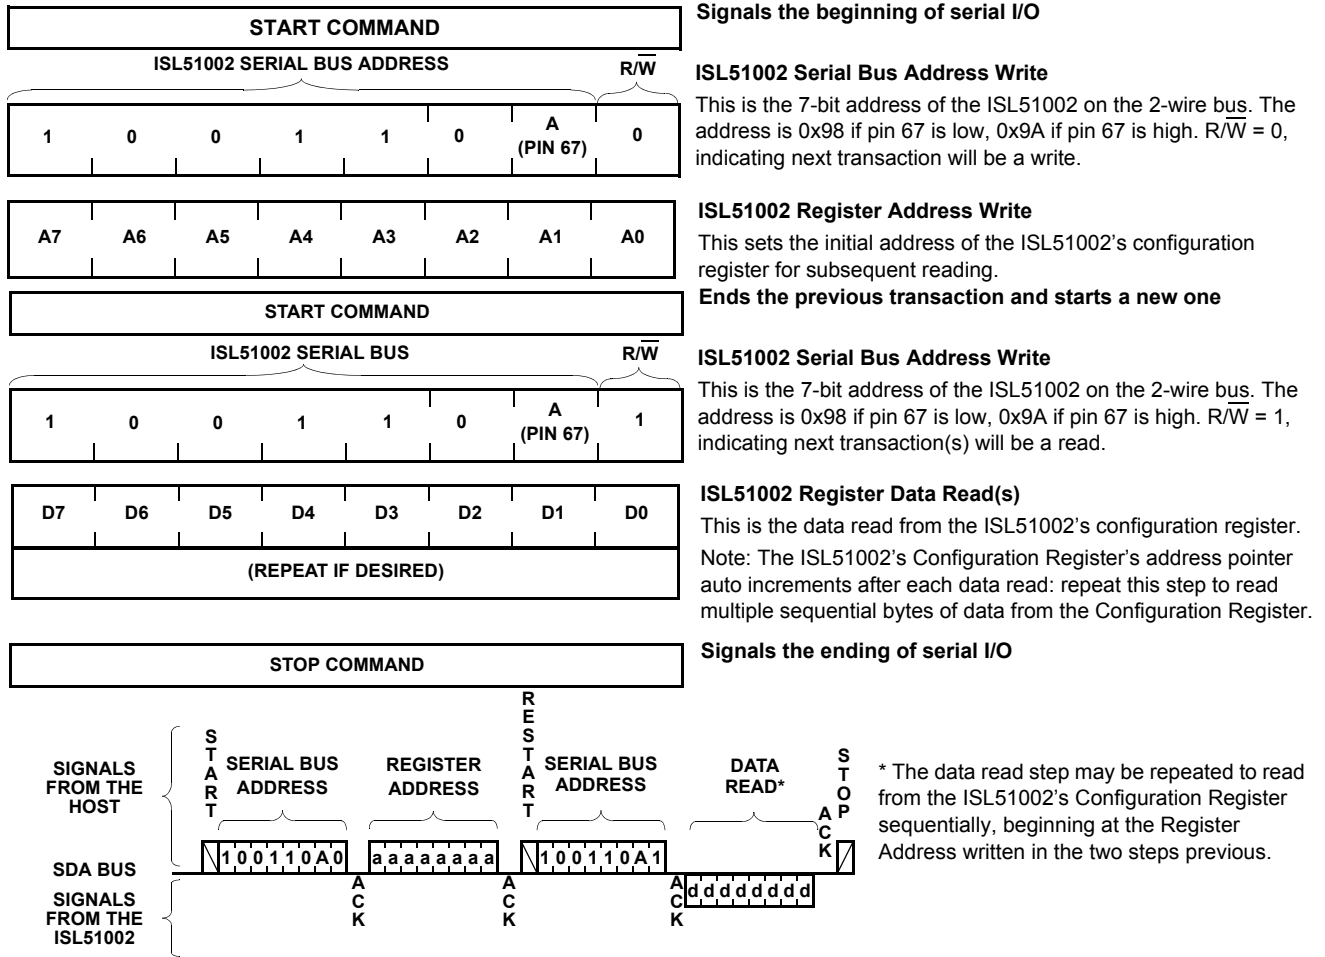 START COMMAND
Signals the beginning of serial I/O
ISL51002 SERIAL BUS ADDRESS
R/W̅
1 0 0 1 1 0 A (PIN 67) 0
ISL51002 Serial Bus Address Write
This is the 7-bit address of the ISL51002 on the 2-wire bus. The
address is 0x98 if pin 67 is low, 0x9A if pin 67 is high. R/W̅ = 0,
indicating next transaction will be a write.
A7 A6 A5 A4 A3 A2 A1 A0
ISL51002 Register Address Write
This sets the initial address of the ISL51002's configuration
register for subsequent reading.
START COMMAND
Ends the previous transaction and starts a new one
ISL51002 SERIAL BUS
R/W̅
1 0 0 1 1 0 A (PIN 67) 1
ISL51002 Serial Bus Address Write
This is the 7-bit address of the ISL51002 on the 2-wire bus. The
address is 0x98 if pin 67 is low, 0x9A if pin 67 is high. R/W̅ = 1,
indicating next transaction(s) will be a read.
D7 D6 D5 D4 D3 D2 D1 D0
(REPEAT IF DESIRED)
ISL51002 Register Data Read(s)
This is the data read from the ISL51002's configuration register.
Note: The ISL51002's Configuration Register's address pointer
auto increments after each data read: repeat this step to read
multiple sequential bytes of data from the Configuration Register.
STOP COMMAND
Signals the ending of serial I/O
SIGNALS
FROM THE
HOST
START
SERIAL BUS
ADDRESS
REGISTER
ADDRESS
RESTART
SERIAL BUS
ADDRESS
DATA
READ*
ACK
STOP
* The data read step may be repeated to read
from the ISL51002's Configuration Register
sequentially, beginning at the Register
Address written in the two steps previous.
SDA BUS
1 0 0 1 1 0 A 0
a a a a a a a a
1 0 0 1 1 0 A 1
SIGNALS
FROM THE
ISL51002
ACK
ACK
ACK
d d d d d d d d